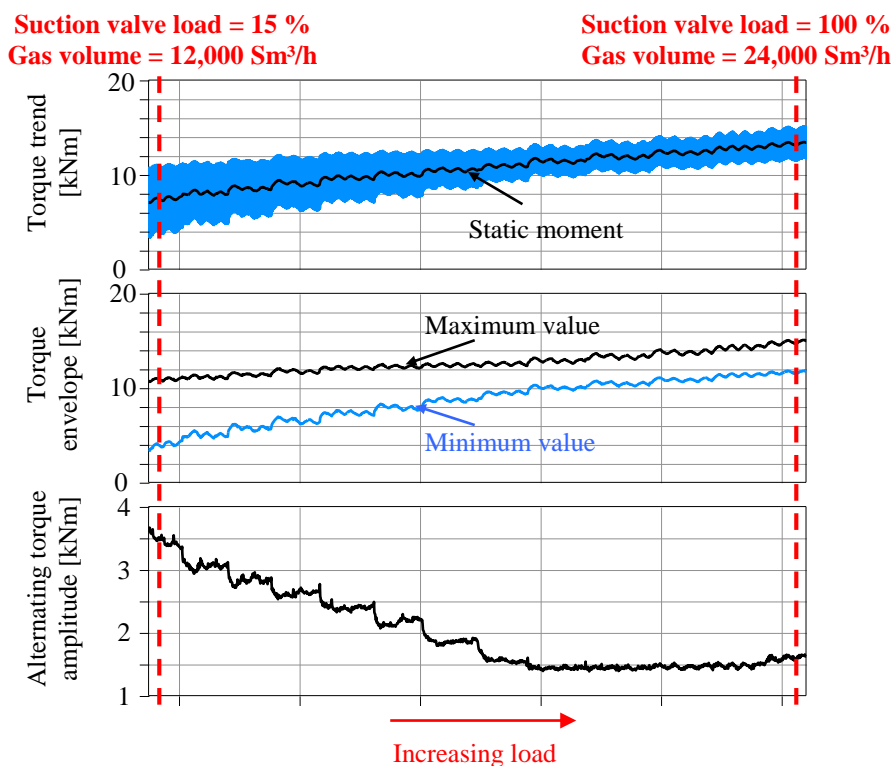 Suction valve load = 15 %
Gas volume = 12,000 Sm³/h
Suction valve load = 100 %
Gas volume = 24,000 Sm³/h
Torque trend
[kNm]
20
10
0
Static moment
Torque
envelope [kNm]
20
10
0
Maximum value
Minimum value
Alternating torque
amplitude [kNm]
4
3
2
1
Increasing load